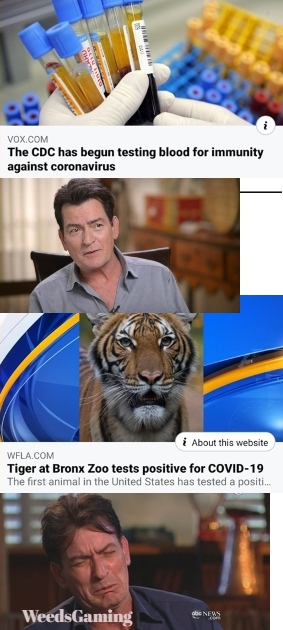 VOX.COM
The CDC has begun testing blood for immunity
against coronavirus
i About this website
WFLA.COM
Tiger at Bronx Zoo tests positive for COVID-19
The first animal in the United States has tested a positi...
WeedsGaming
abc NEWS
.com